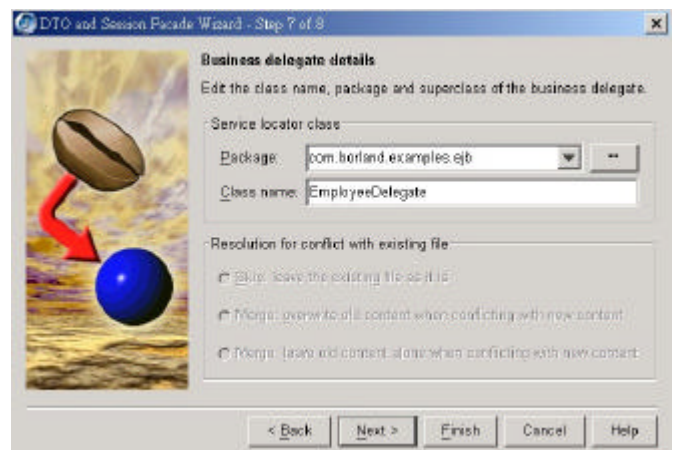 DTO and Session Facade Wizard - Step 7 of 8
Business delegate details
Edit the class name, package and superclass of the business delegate.
Service locator class
Package: com.borland.examples.ejb ...
Class name: EmployeeDelegate
Resolution for conflict with existing file
Skip: leave the existing file as it is
Merge: overwrite old content when conflicting with new content
Merge: leave old content alone when conflicting with new content
< Back Next > Finish Cancel Help